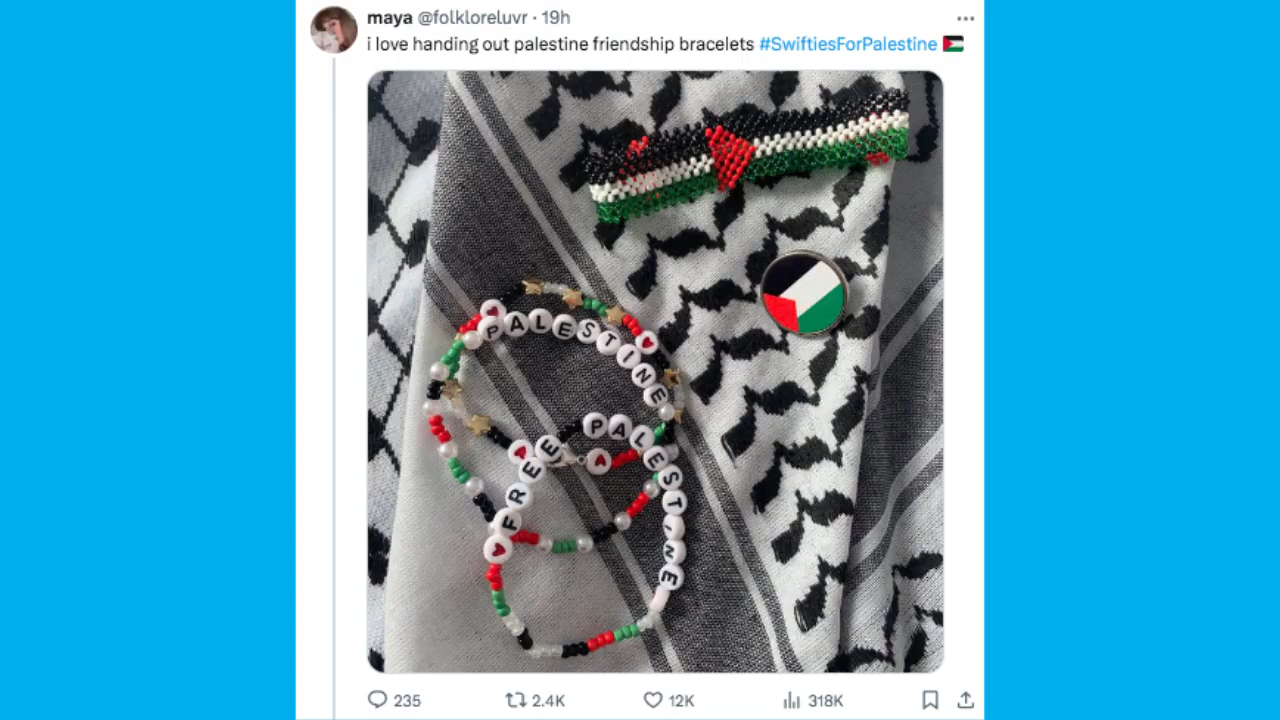 maya @folkloreluvr · 19h
i love handing out palestine friendship bracelets #SwiftiesForPalestine 🇵🇸
PALESTINE
FREE PALESTINE
235 2.4K 12K 318K